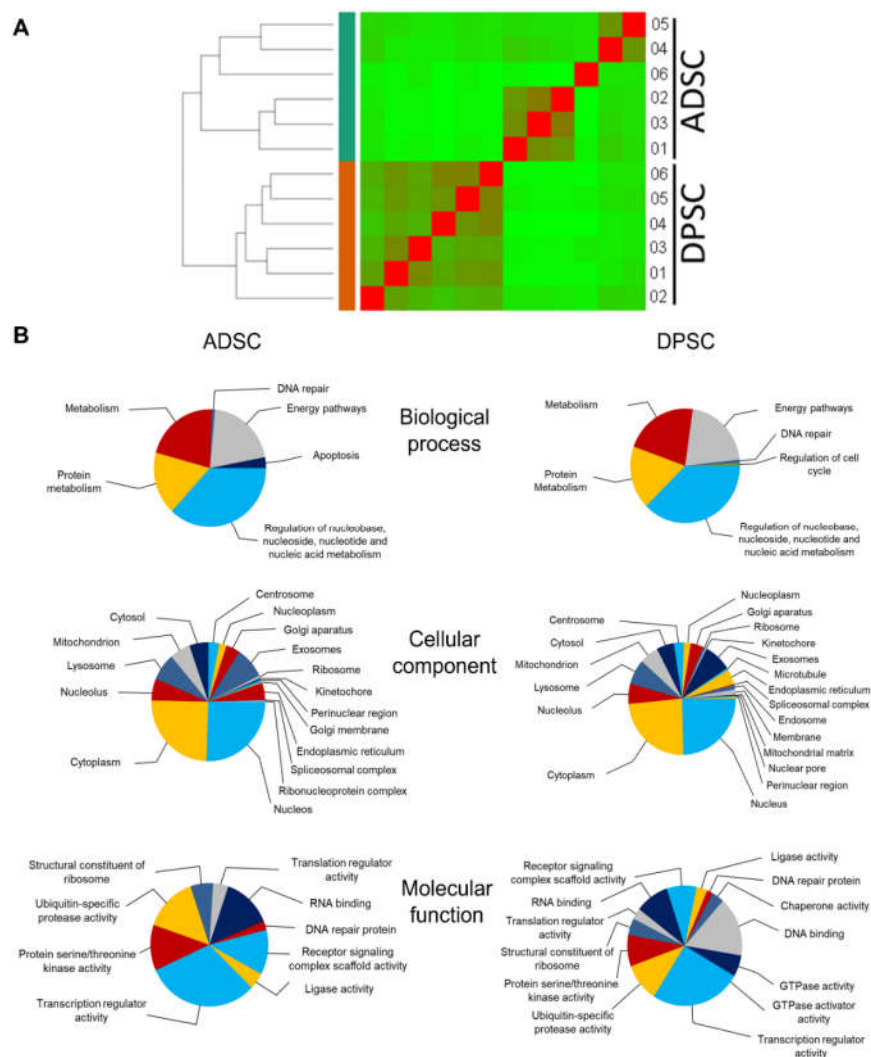 A
05
04
06
02
03
01
ADSC
06
05
04
03
01
02
DPSC
B
ADSC
DPSC
Biological
process
DNA repair
Metabolism
Energy pathways
Apoptosis
Protein
metabolism
Regulation of nucleobase,
nucleoside, nucleotide and
nucleic acid metabolism
Metabolism
Energy pathways
DNA repair
Regulation of cell
cycle
Protein
Metabolism
Regulation of nucleobase,
nucleoside, nucleotide and
nucleic acid metabolism
Cellular
component
Centrosome
Nucleoplasm
Cytosol
Golgi aparatus
Mitochondrion
Exosomes
Lysosome
Ribosome
Nucleolus
Kinetochore
Perinuclear region
Golgi membrane
Endoplasmic reticulum
Cytoplasm
Spliceosomal complex
Ribonucleoprotein complex
Nucleos
Nucleoplasm
Golgi aparatus
Centrosome
Ribosome
Cytosol
Kinetochore
Mitochondrion
Exosomes
Microtubule
Lysosome
Endoplasmic reticulum
Nucleolus
Spliceosomal complex
Endosome
Membrane
Mitochondrial matrix
Cytoplasm
Nuclear pore
Perinuclear region
Nucleus
Molecular
function
Structural constituent of
ribosome
Translation regulator
activity
Ubiquitin-specific
protease activity
RNA binding
DNA repair protein
Protein serine/threonine
kinase activity
Receptor signaling
complex scaffold activity
Ligase activity
Transcription regulator
activity
Receptor signaling
complex scaffold activity
Ligase activity
DNA repair protein
RNA binding
Chaperone activity
Translation regulator
activity
DNA binding
Structural constituent of
ribosome
Protein serine/threonine
kinase activity
GTPase activity
GTPase activator
activity
Ubiquitin-specific
protease activity
Transcription regulator
activity